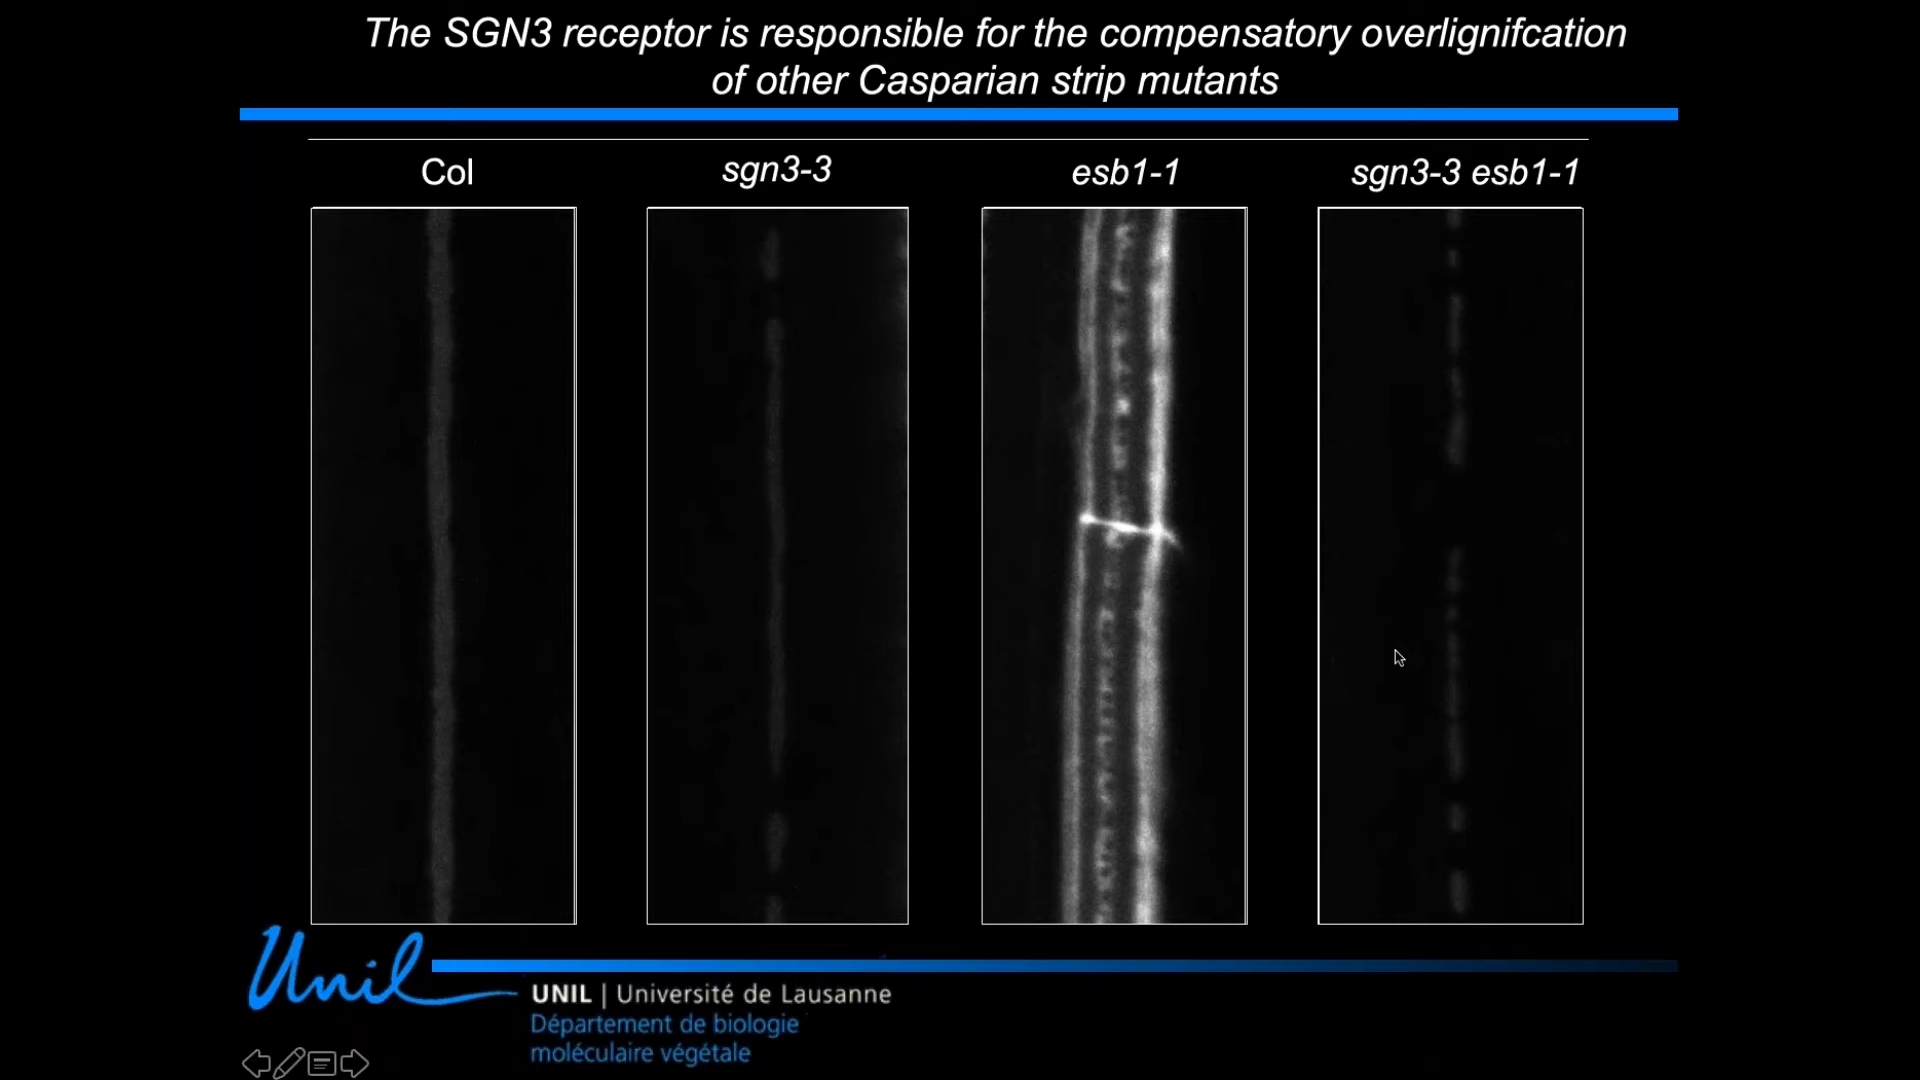 The SGN3 receptor is responsible for the compensatory overlignifcation
of other Casparian strip mutants
Col
sgn3-3
esb1-1
sgn3-3 esb1-1
Unil
UNIL | Université de Lausanne
Département de biologie
moléculaire végétale